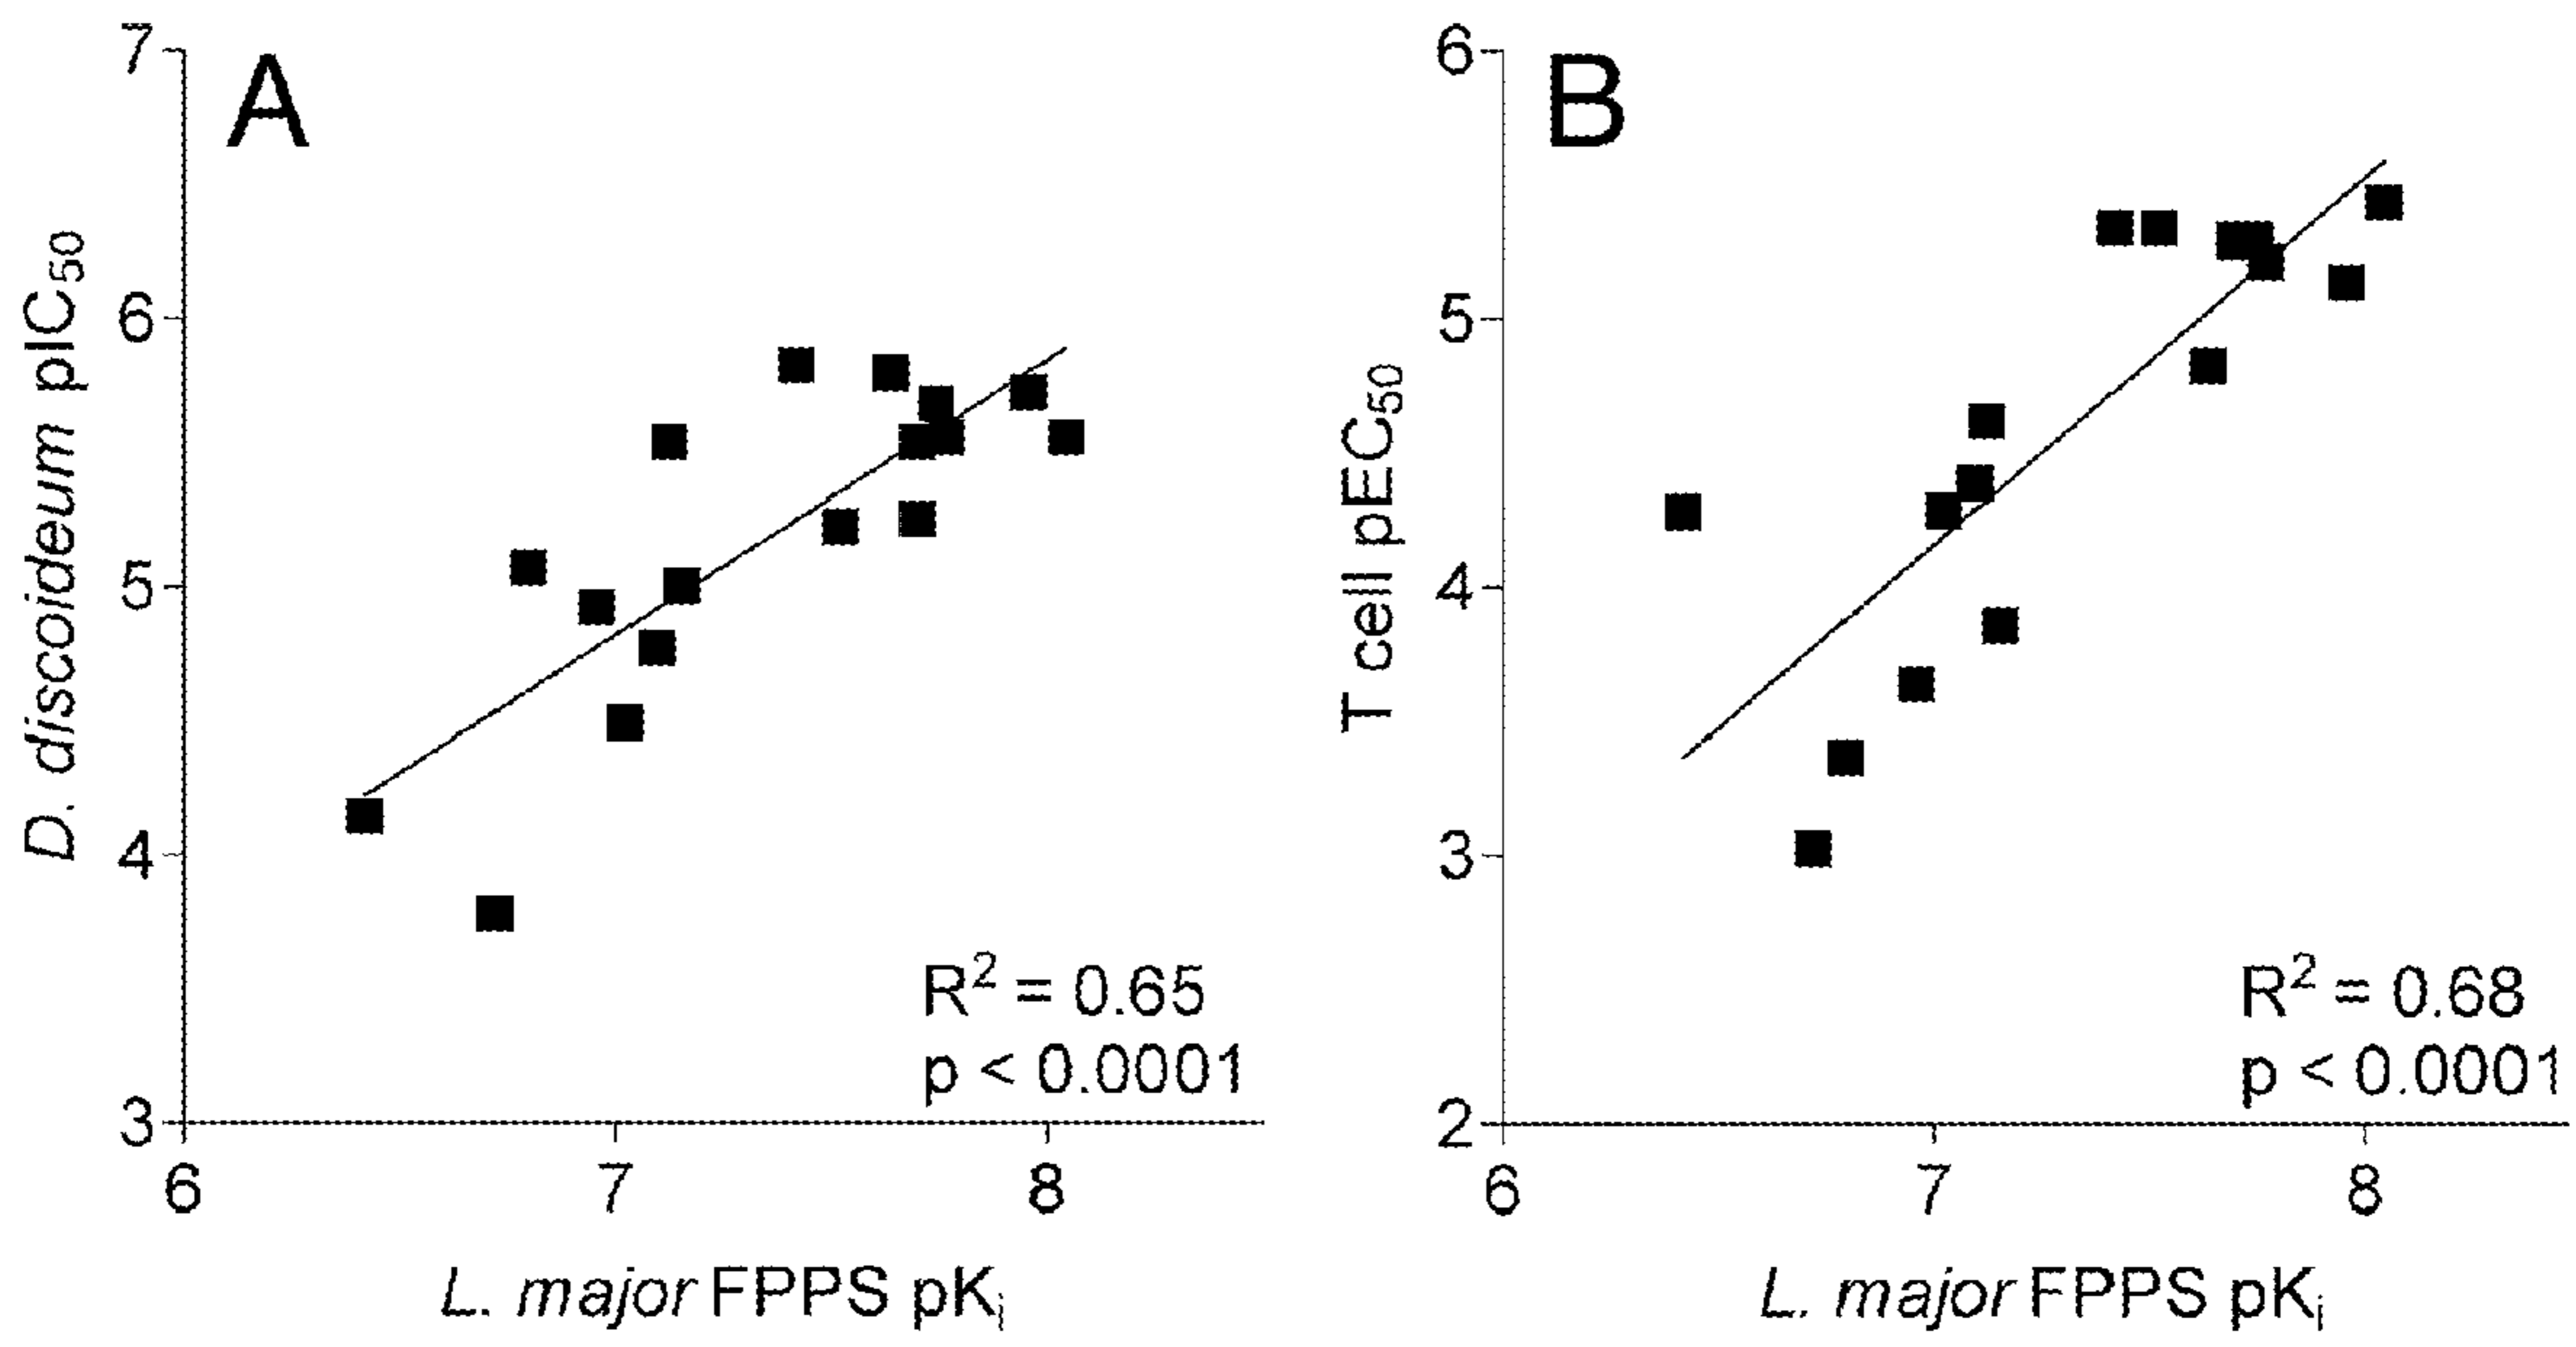 A
7
6
5
4
3
D. discoideum pIC50
R2 = 0.65
p < 0.0001
6 7 8
L. major FPPS pKi
B
6
5
4
3
2
T cell pEC50
R2 = 0.68
p < 0.0001
6 7 8
L. major FPPS pKi